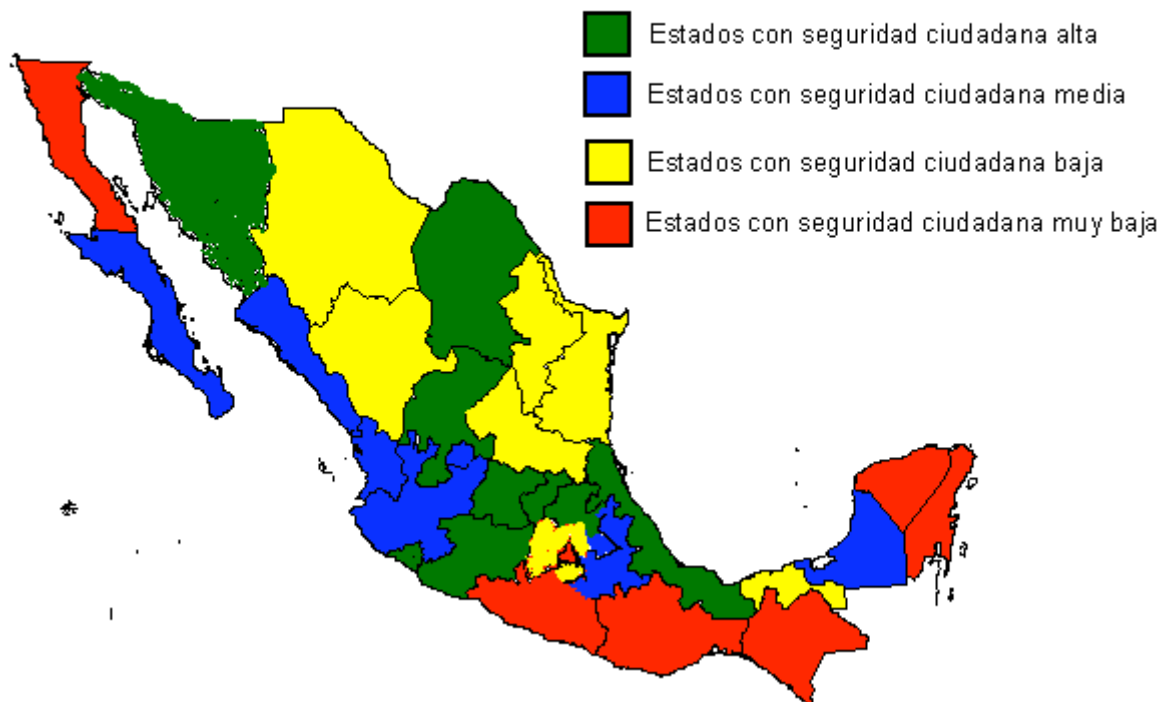 Estados con seguridad ciudadana alta
Estados con seguridad ciudadana media
Estados con seguridad ciudadana baja
Estados con seguridad ciudadana muy baja